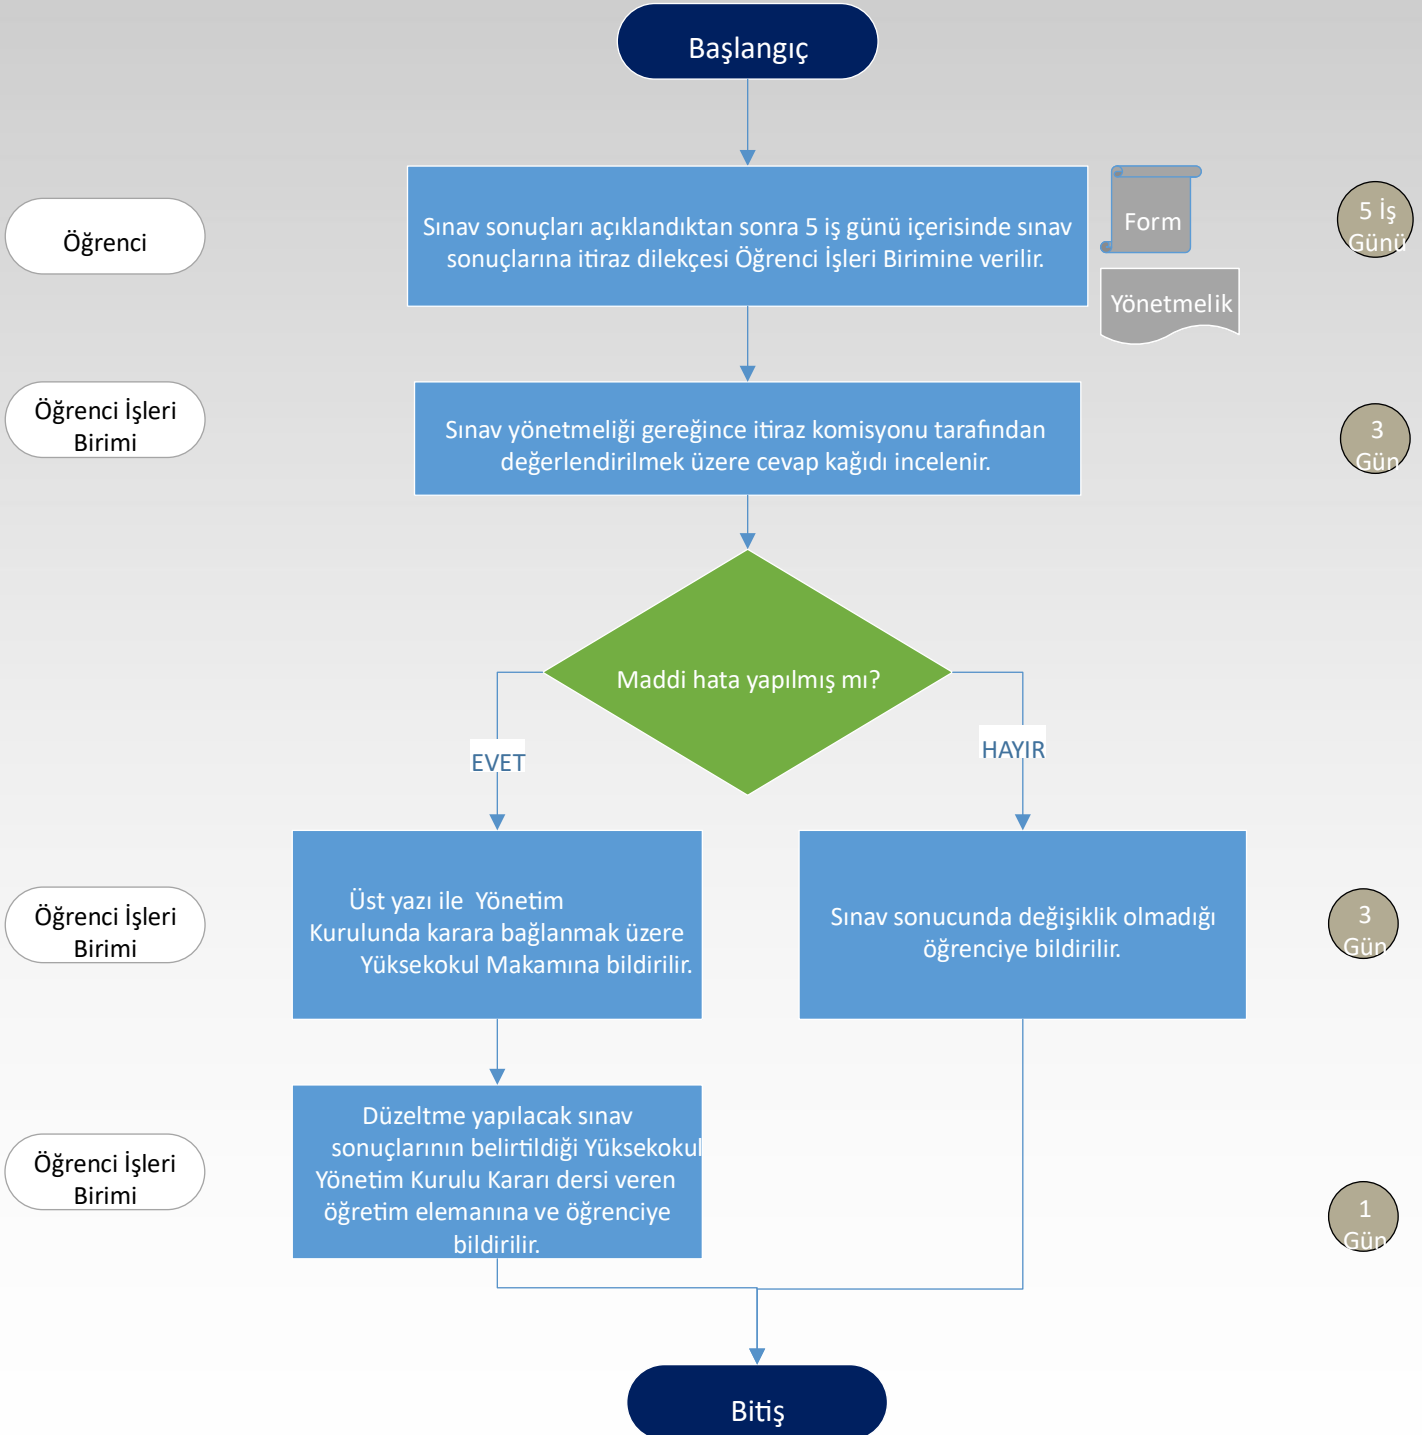 Başlangıç
Öğrenci
Sınav sonuçları açıklandıktan sonra 5 iş günü içerisinde sınav
sonuçlarına itiraz dilekçesi Öğrenci İşleri Birimine verilir.
Form
Yönetmelik
5 İş
Günü
Öğrenci İşleri
Birimi
Sınav yönetmeliği gereğince itiraz komisyonu tarafından
değerlendirilmek üzere cevap kağıdı incelenir.
3
Gün
Maddi hata yapılmış mı?
EVET
HAYIR
Öğrenci İşleri
Birimi
Üst yazı ile Yönetim
Kurulunda karara bağlanmak üzere
Yüksekokul Makamına bildirilir.
Sınav sonucunda değişiklik olmadığı
öğrenciye bildirilir.
3
Gün
Öğrenci İşleri
Birimi
Düzeltme yapılacak sınav
sonuçlarının belirtildiği Yüksekokul
Yönetim Kurulu Kararı dersi veren
öğretim elemanına ve öğrenciye
bildirilir.
1
Gün
Bitiş